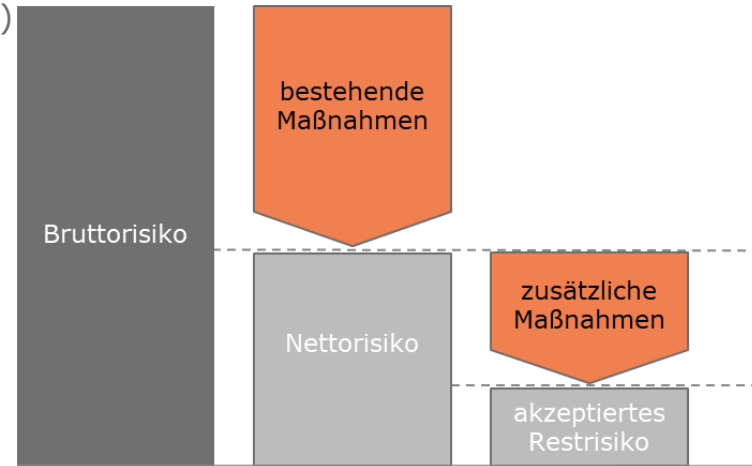 )
bestehende
Maßnahmen
Bruttorisiko
zusätzliche
Maßnahmen
Nettorisiko
akzeptiertes
Restrisiko